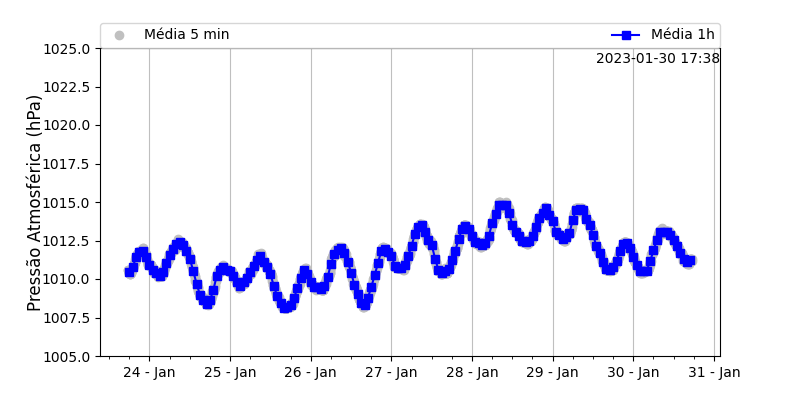 Média 5 min
Média 1h
2023-01-30 17:38
Pressão Atmosférica (hPa)
1025.0
1022.5
1020.0
1017.5
1015.0
1012.5
1010.0
1007.5
1005.0
24 - Jan
25 - Jan
26 - Jan
27 - Jan
28 - Jan
29 - Jan
30 - Jan
31 - Jan